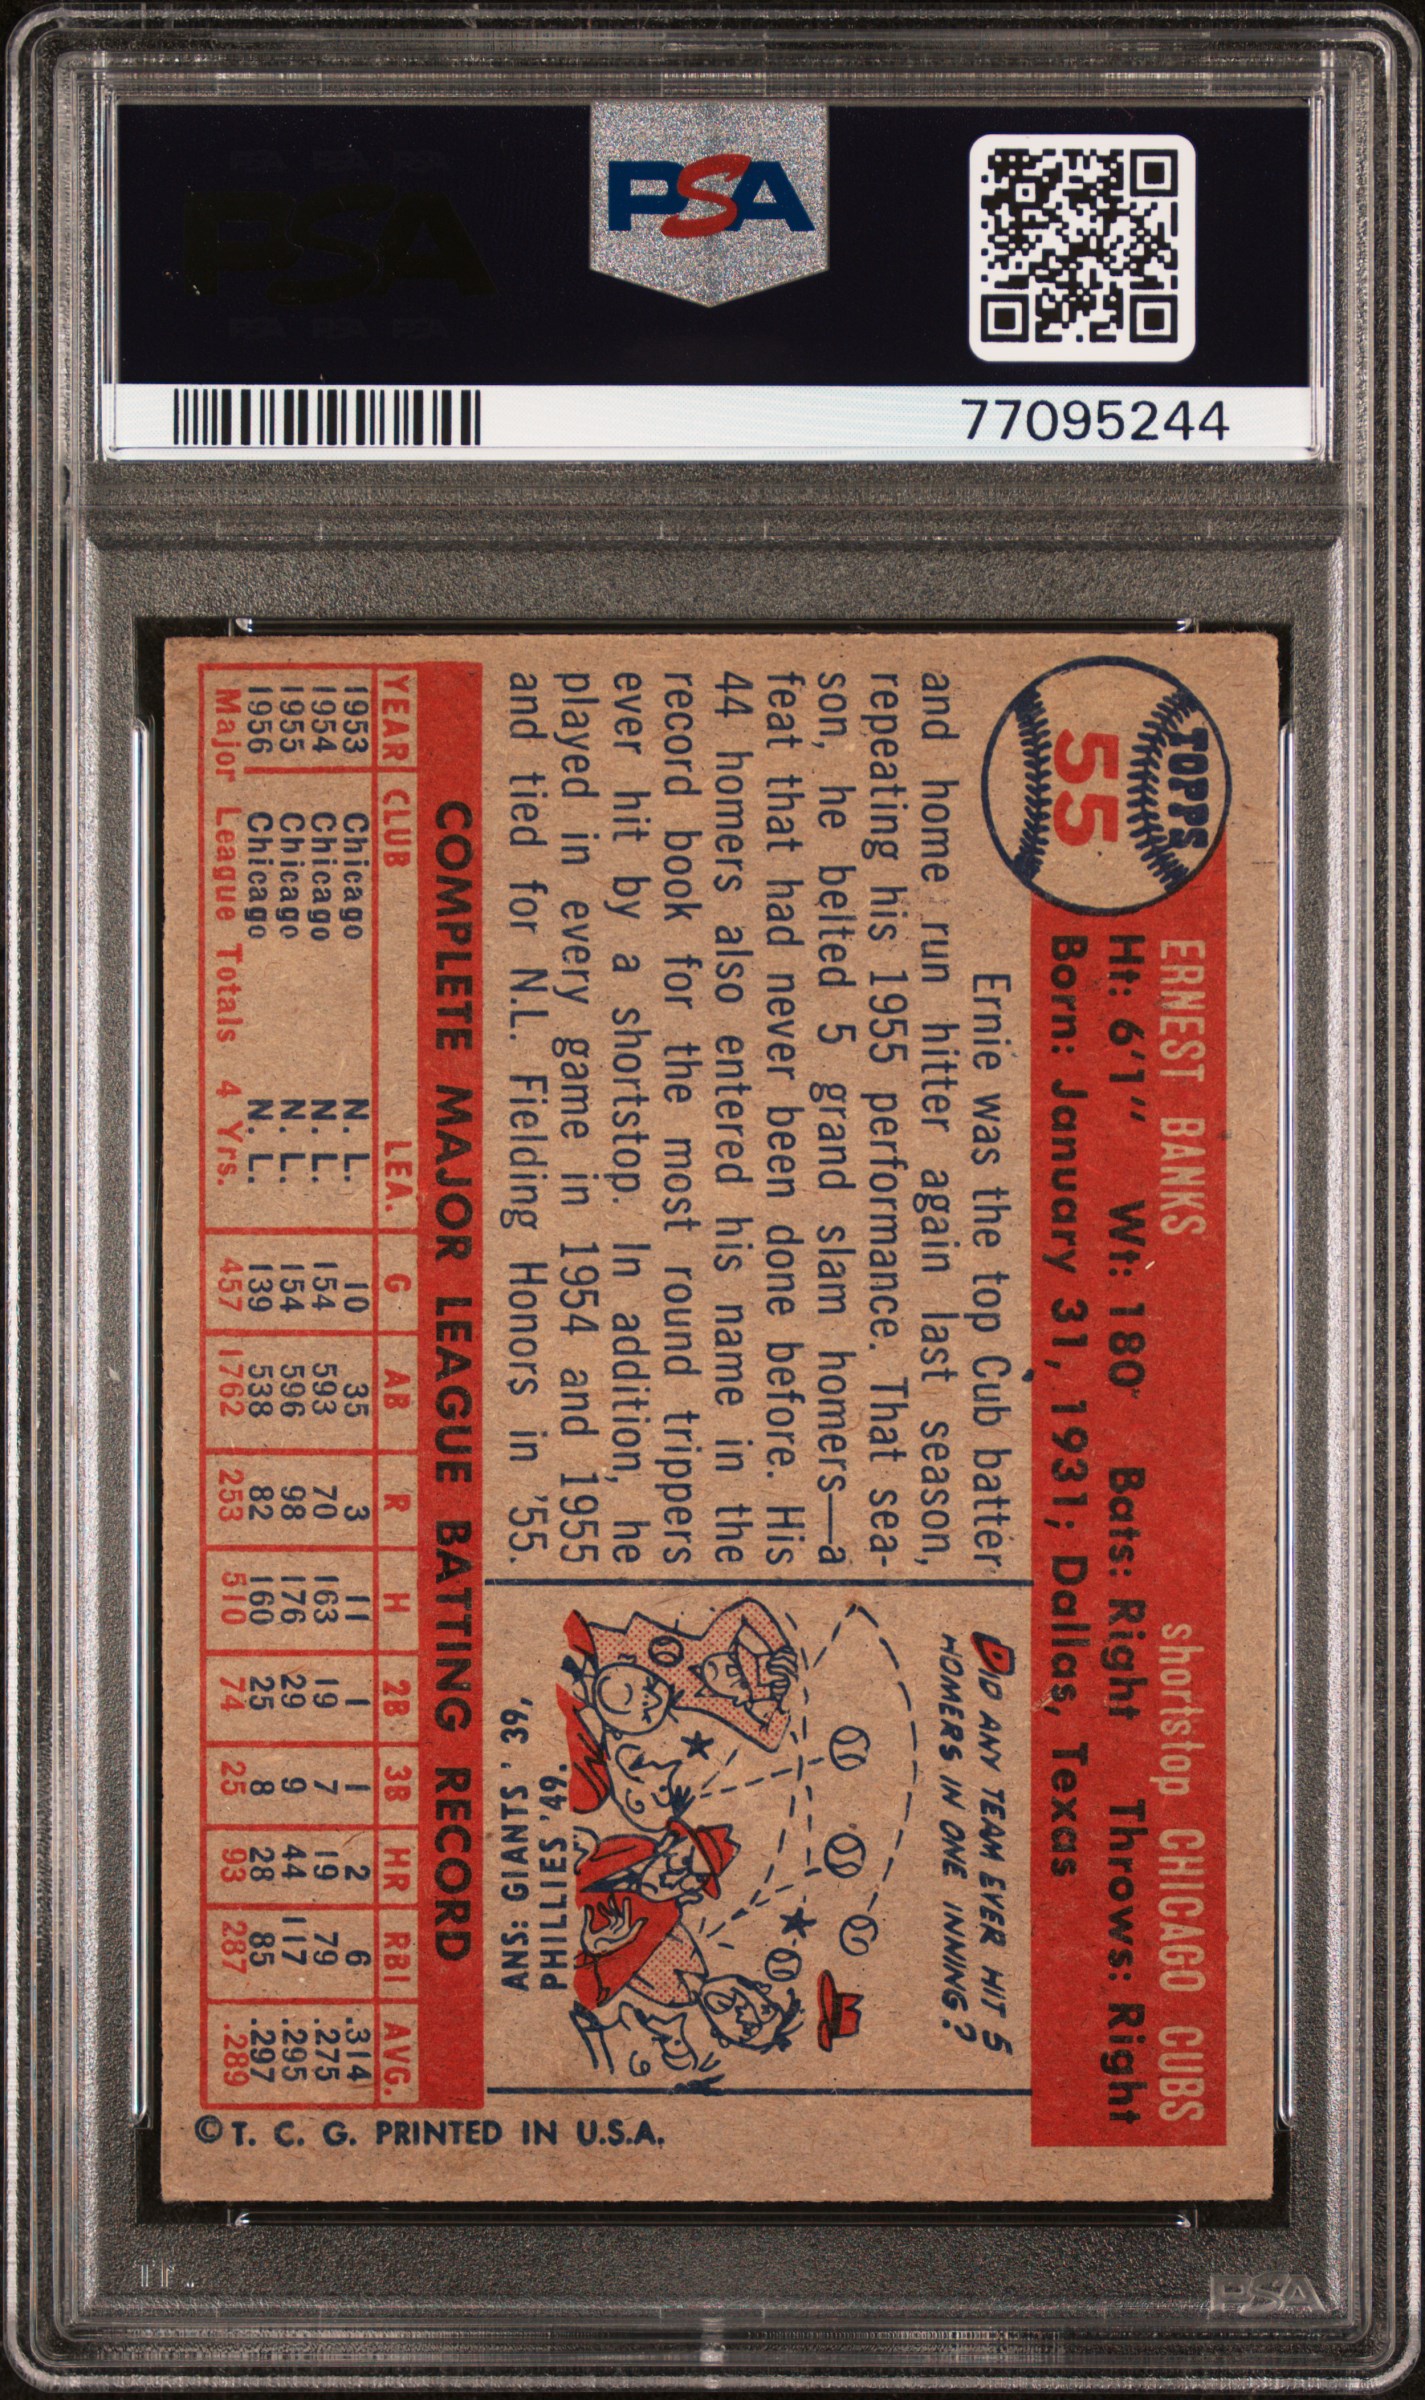 PSA
PSA
77095244
TOPPS
55
ERNEST BANKS shortstop CHICAGO CUBS
Ht: 6'1" Wt: 180 Bats: Right Throws: Right
Born: January 31, 1931; Dallas, Texas
Ernie was the top Cub batter
and home run hitter again last season,
repeating his 1955 performance. That sea-
son, he belted 5 grand slam homers—a
feat that had never been done before. His
44 homers also entered his name in the
record book for the most round trippers
ever hit by a shortstop. In addition, he
played in every game in 1954 and 1955
and tied for N.L. Fielding Honors in '55.
DID ANY TEAM EVER HIT 5
HOMERS IN ONE INNING?
ANS: GIANTS '39,
PHILLIES '49.
COMPLETE MAJOR LEAGUE BATTING RECORD
YEAR CLUB LEA. G AB R H 2B 3B HR RBI AVG.
1953 Chicago N. L. 10 35 3 11 1 1 2 6 .314
1954 Chicago N. L. 154 593 70 163 19 7 19 79 .275
1955 Chicago N. L. 154 596 98 176 29 9 44 117 .295
1956 Chicago N. L. 139 538 82 160 25 8 28 85 .297
Major League Totals 4 Yrs. 457 1762 253 510 74 25 93 287 .289
©T. C. G. PRINTED IN U.S.A.
PSA